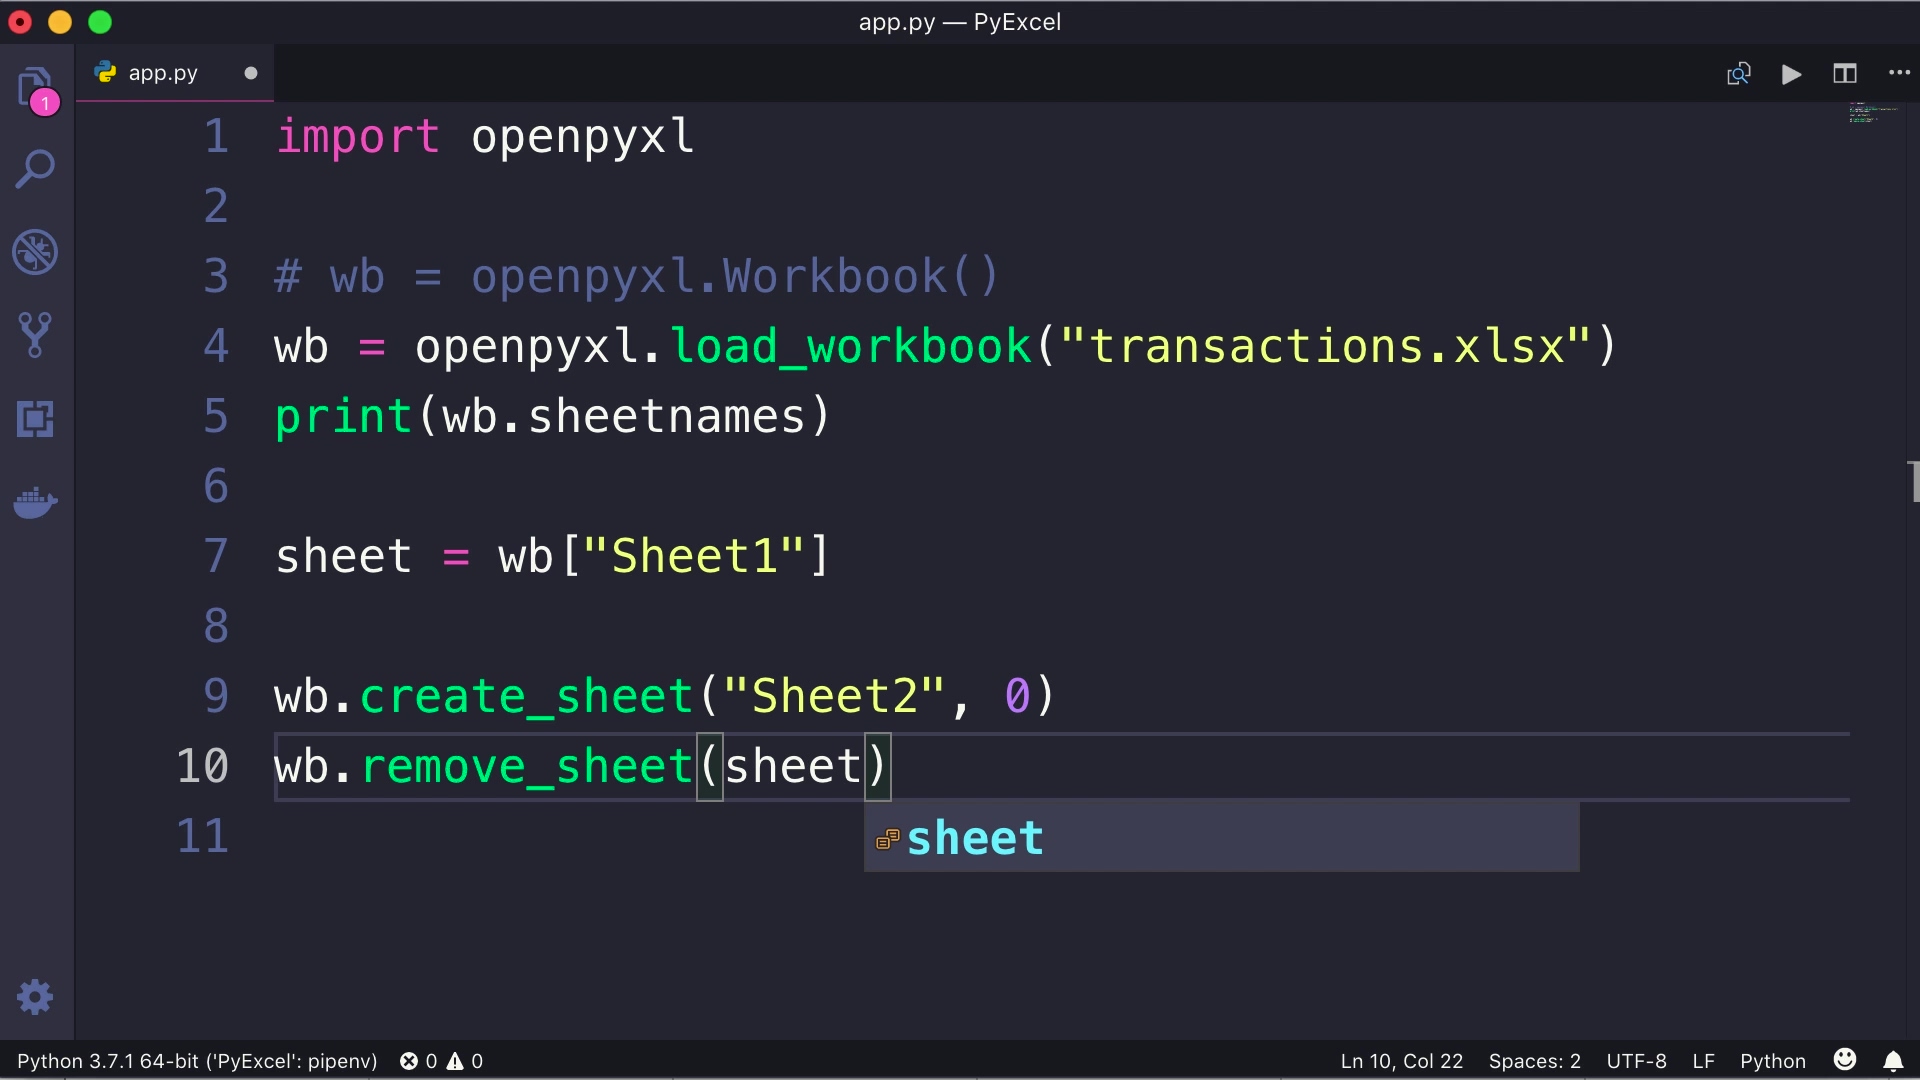 app.py — PyExcel
app.py
1
1 import openpyxl
2
3 # wb = openpyxl.Workbook()
4 wb = openpyxl.load_workbook("transactions.xlsx")
5 print(wb.sheetnames)
6
7 sheet = wb["Sheet1"]
8
9 wb.create_sheet("Sheet2", 0)
10 wb.remove_sheet(sheet)
11
sheet
Python 3.7.1 64-bit ('PyExcel': pipenv) 0 0 Ln 10, Col 22 Spaces: 2 UTF-8 LF Python